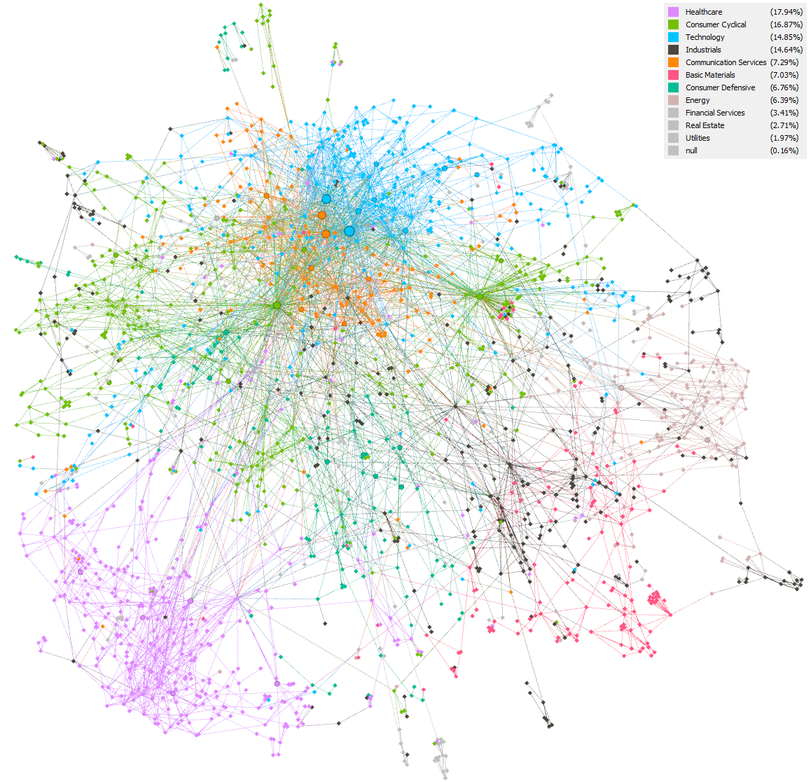 Healthcare (17.94%)
Consumer Cyclical (16.87%)
Technology (14.85%)
Industrials (14.64%)
Communication Services (7.29%)
Basic Materials (7.03%)
Consumer Defensive (6.76%)
Energy (6.39%)
Financial Services (3.41%)
Real Estate (2.71%)
Utilities (1.97%)
null (0.16%)